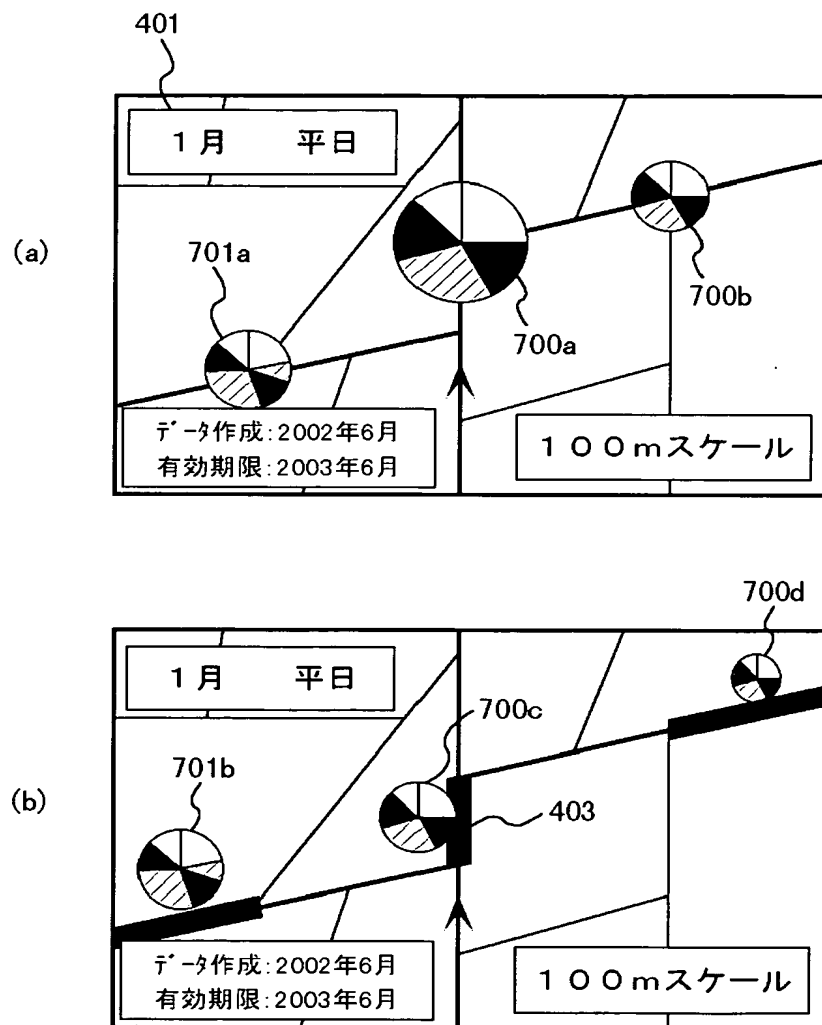 401
(a)
1月 平日
701a
700a
700b
データ作成:2002年6月
有効期限:2003年6月
100mスケール
700d
(b)
1月 平日
700c
701b
403
データ作成:2002年6月
有効期限:2003年6月
100mスケール